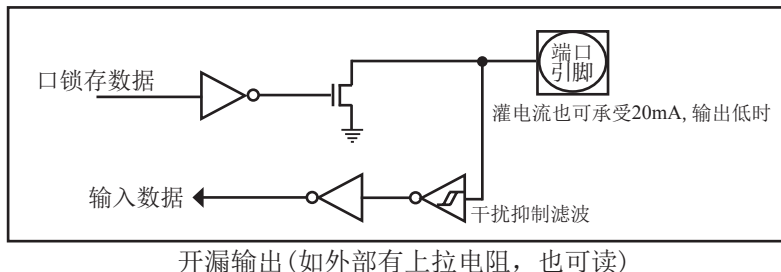 端口
引脚
口锁存数据
灌电流也可承受20mA, 输出低时
输入数据
干扰抑制滤波
开漏输出(如外部有上拉电阻，也可读)